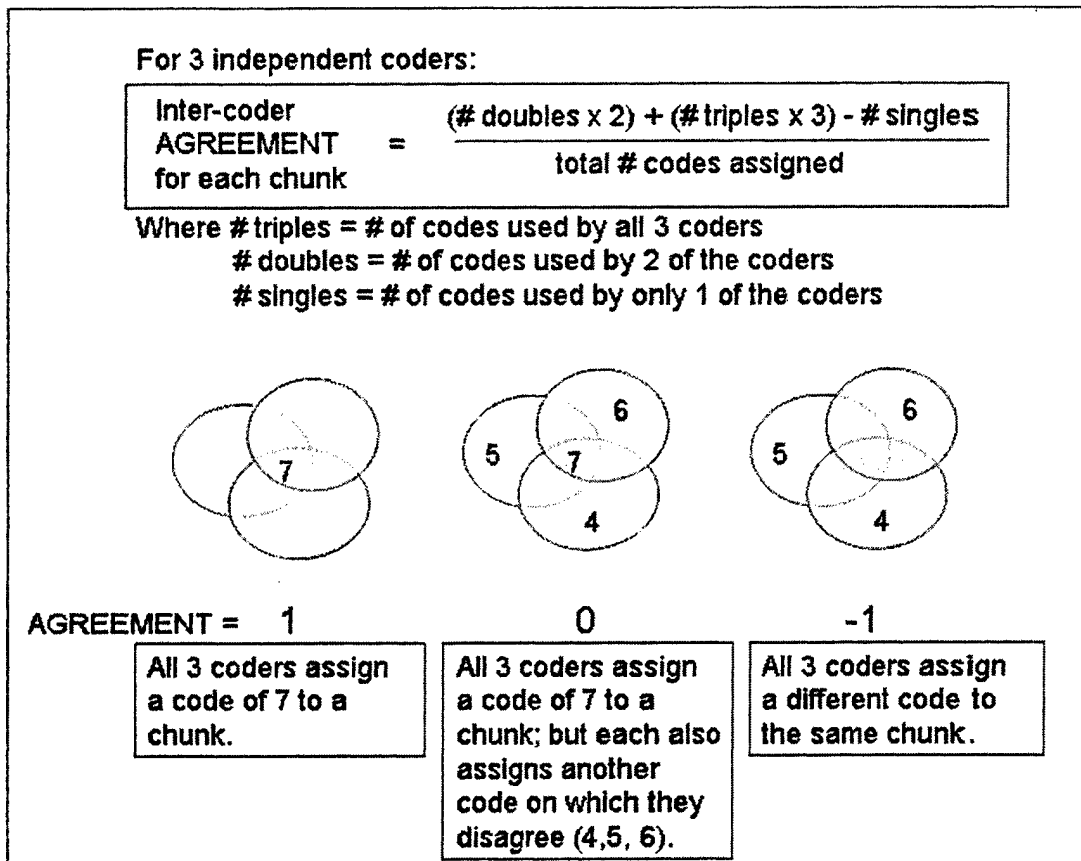 For 3 independent coders:
Inter-coder
AGREEMENT =
for each chunk
(# doubles x 2) + (# triples x 3) - # singles
total # codes assigned
Where # triples = # of codes used by all 3 coders
# doubles = # of codes used by 2 of the coders
# singles = # of codes used by only 1 of the coders
7
6
5
7
4
6
5
4
AGREEMENT = 1 0 -1
All 3 coders assign
a code of 7 to a
chunk.
All 3 coders assign
a code of 7 to a
chunk; but each also
assigns another
code on which they
disagree (4,5, 6).
All 3 coders assign
a different code to
the same chunk.